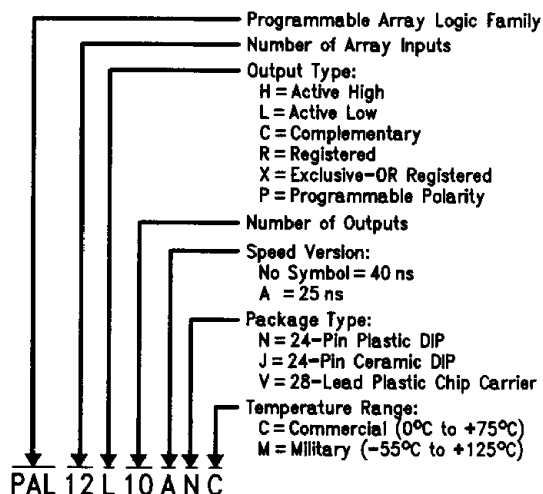 Programmable Array Logic Family
Number of Array Inputs
Output Type:
H = Active High
L = Active Low
C = Complementary
R = Registered
X = Exclusive-OR Registered
P = Programmable Polarity
Number of Outputs
Speed Version:
No Symbol = 40 ns
A = 25 ns
Package Type:
N = 24-Pin Plastic DIP
J = 24-Pin Ceramic DIP
V = 28-Lead Plastic Chip Carrier
Temperature Range:
C = Commercial (0°C to +75°C)
M = Military (-55°C to +125°C)
PAL 12 L 10 A N C